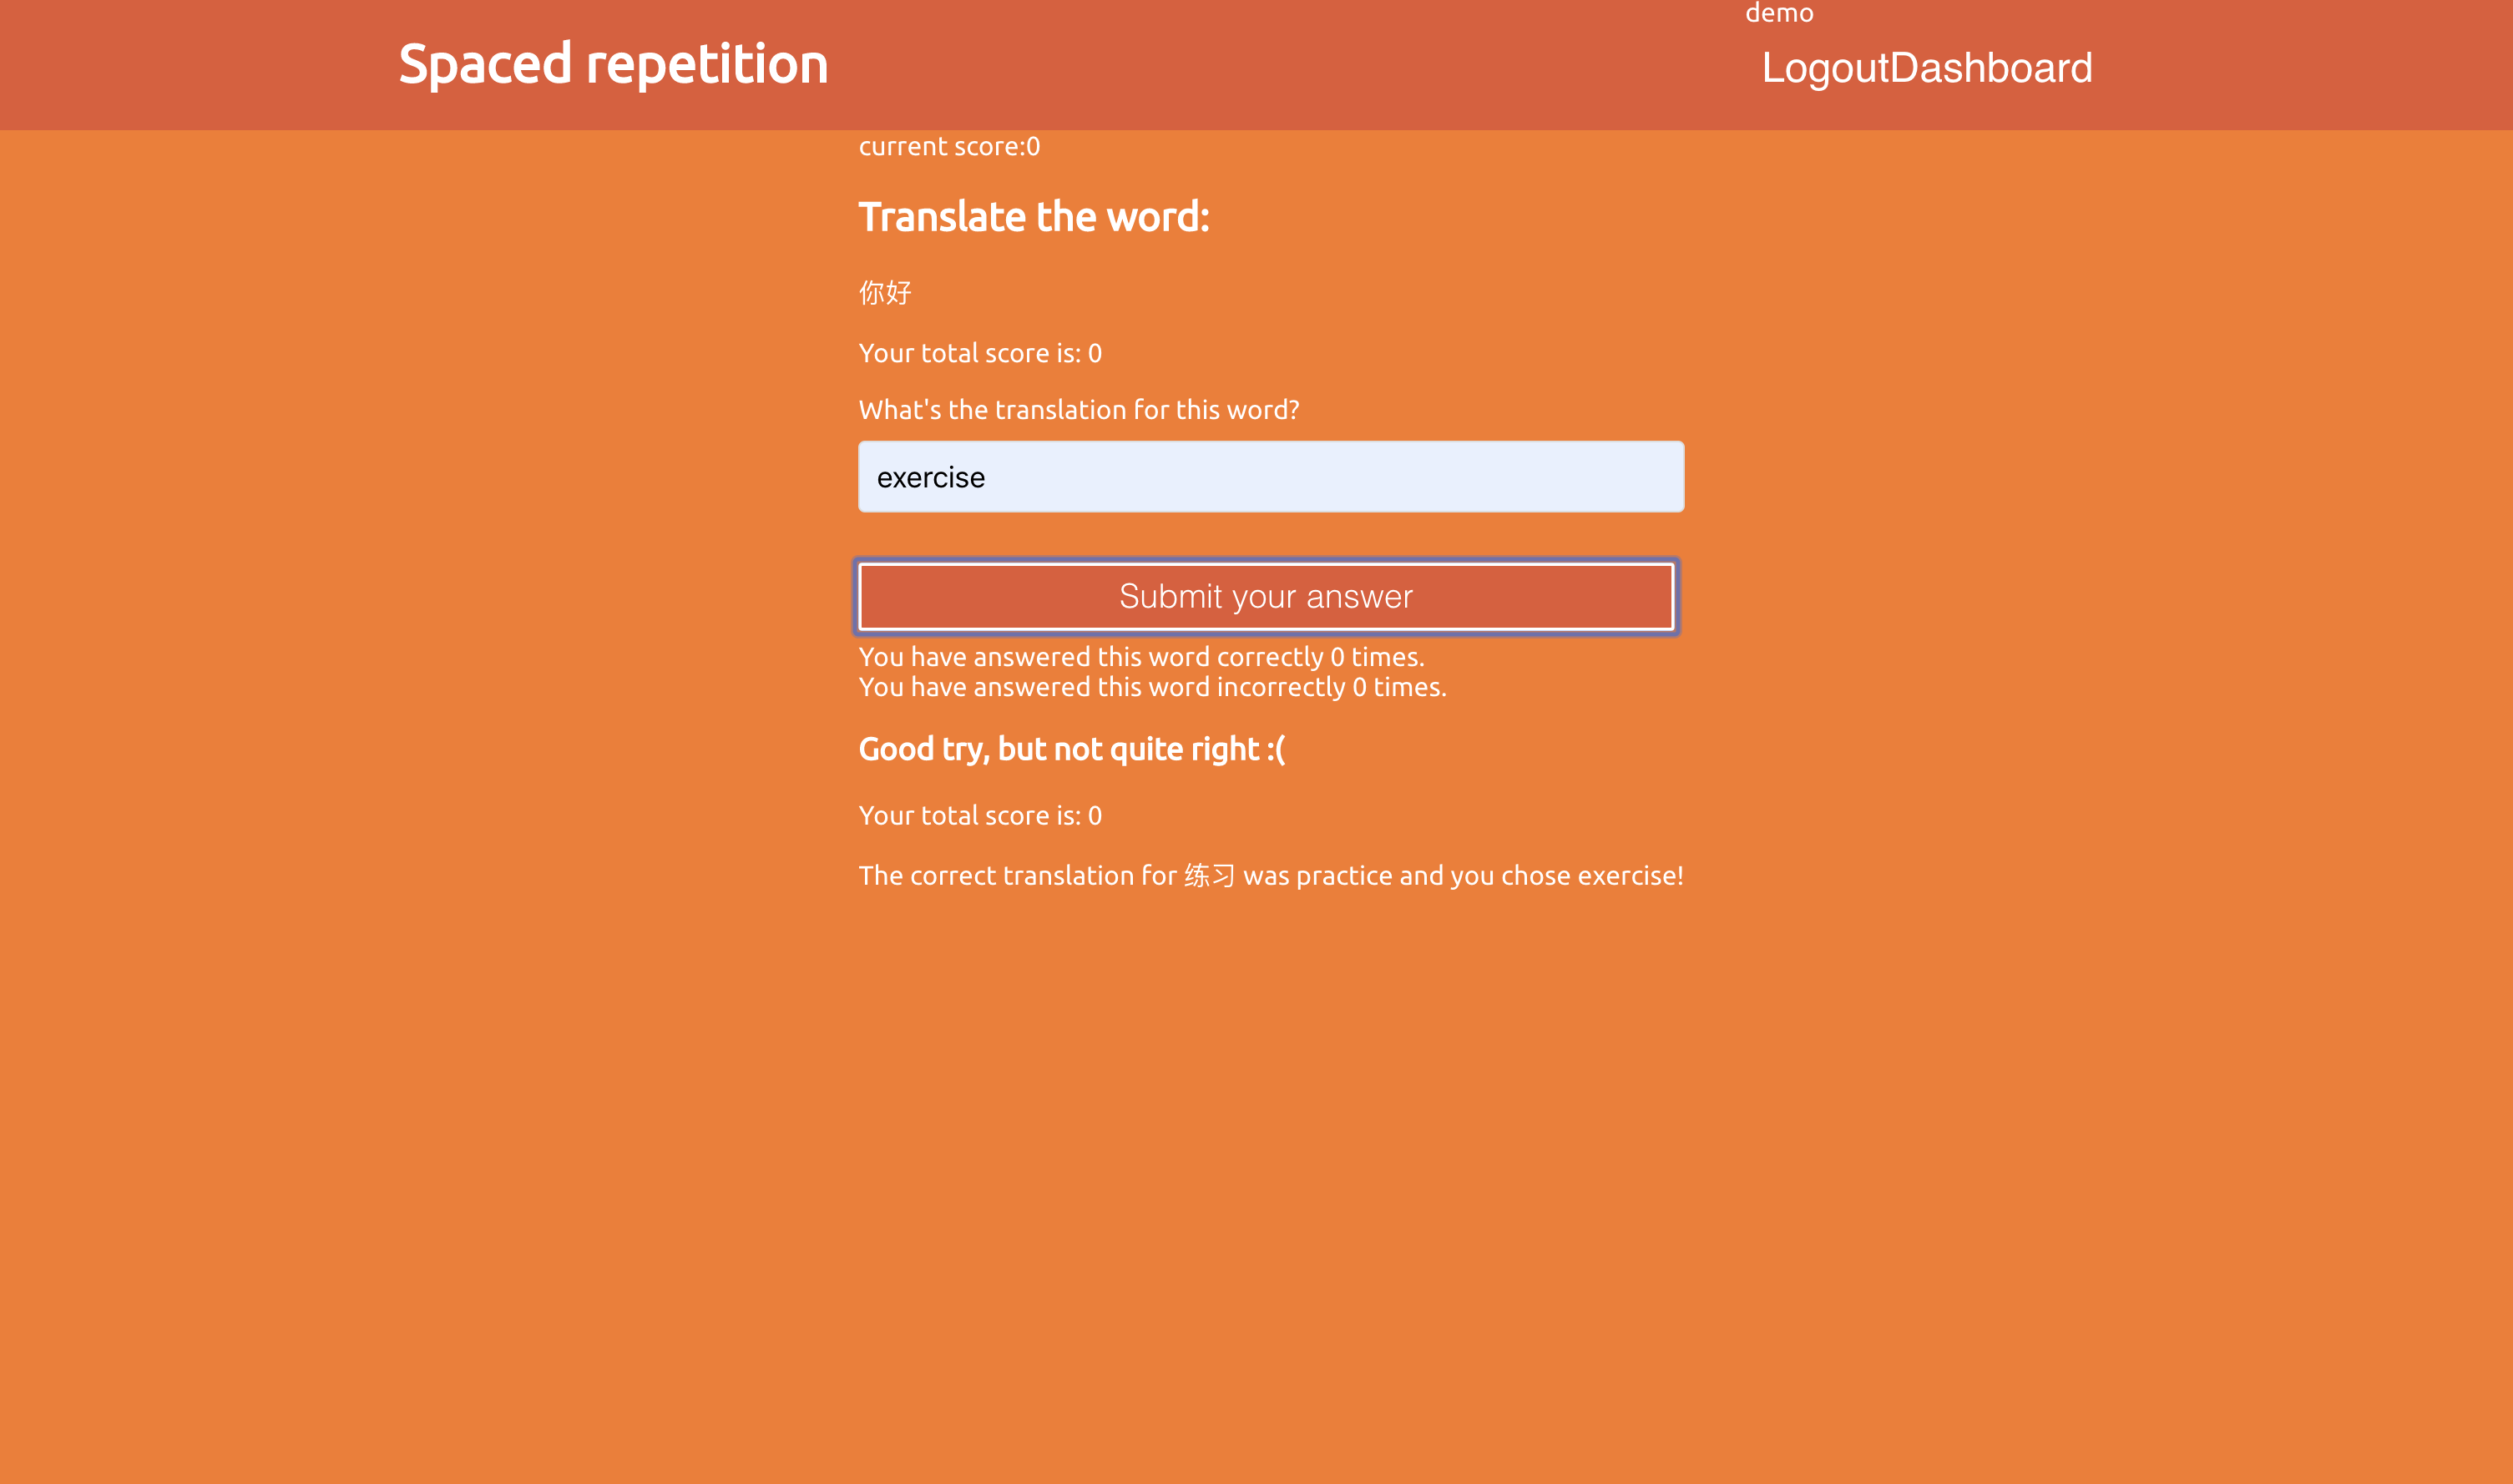 demo
Spaced repetition
LogoutDashboard
current score:0
Translate the word:
你好
Your total score is: 0
What's the translation for this word?
exercise
Submit your answer
You have answered this word correctly 0 times.
You have answered this word incorrectly 0 times.
Good try, but not quite right :(
Your total score is: 0
The correct translation for 练习 was practice and you chose exercise!